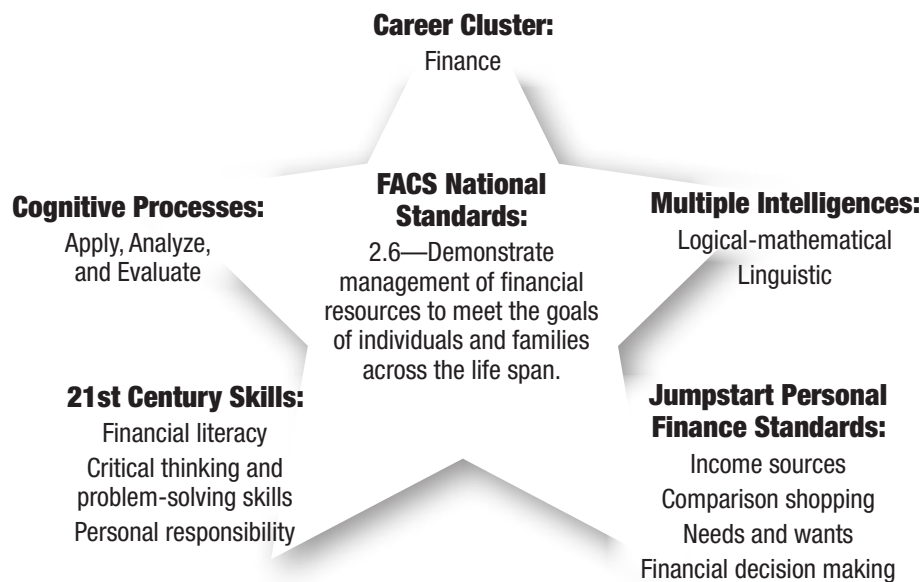 Career Cluster:
Finance
Cognitive Processes:
Apply, Analyze,
and Evaluate
FACS National
Standards:
2.6—Demonstrate
management of financial
resources to meet the goals
of individuals and families
across the life span.
Multiple Intelligences:
Logical-mathematical
Linguistic
21st Century Skills:
Financial literacy
Critical thinking and
problem-solving skills
Personal responsibility
Jumpstart Personal
Finance Standards:
Income sources
Comparison shopping
Needs and wants
Financial decision making